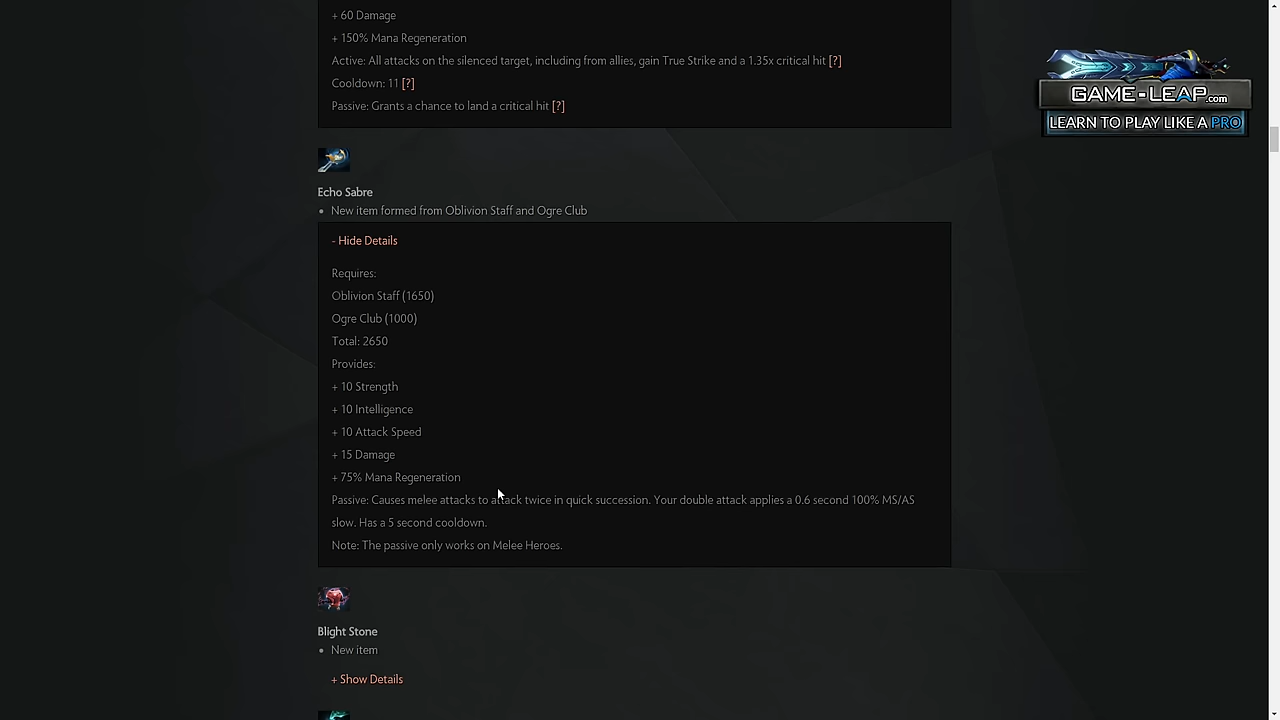 + 60 Damage
+ 150% Mana Regeneration
Active: All attacks on the silenced target, including from allies, gain True Strike and a 1.35x critical hit [?]
Cooldown: 11 [?]
Passive: Grants a chance to land a critical hit [?]
GAME-LEAP.com
LEARN TO PLAY LIKE A PRO
Echo Sabre
• New item formed from Oblivion Staff and Ogre Club
- Hide Details
Requires:
Oblivion Staff (1650)
Ogre Club (1000)
Total: 2650
Provides:
+ 10 Strength
+ 10 Intelligence
+ 10 Attack Speed
+ 15 Damage
+ 75% Mana Regeneration
Passive: Causes melee attacks to attack twice in quick succession. Your double attack applies a 0.6 second 100% MS/AS
slow. Has a 5 second cooldown.
Note: The passive only works on Melee Heroes.
Blight Stone
• New item
+ Show Details